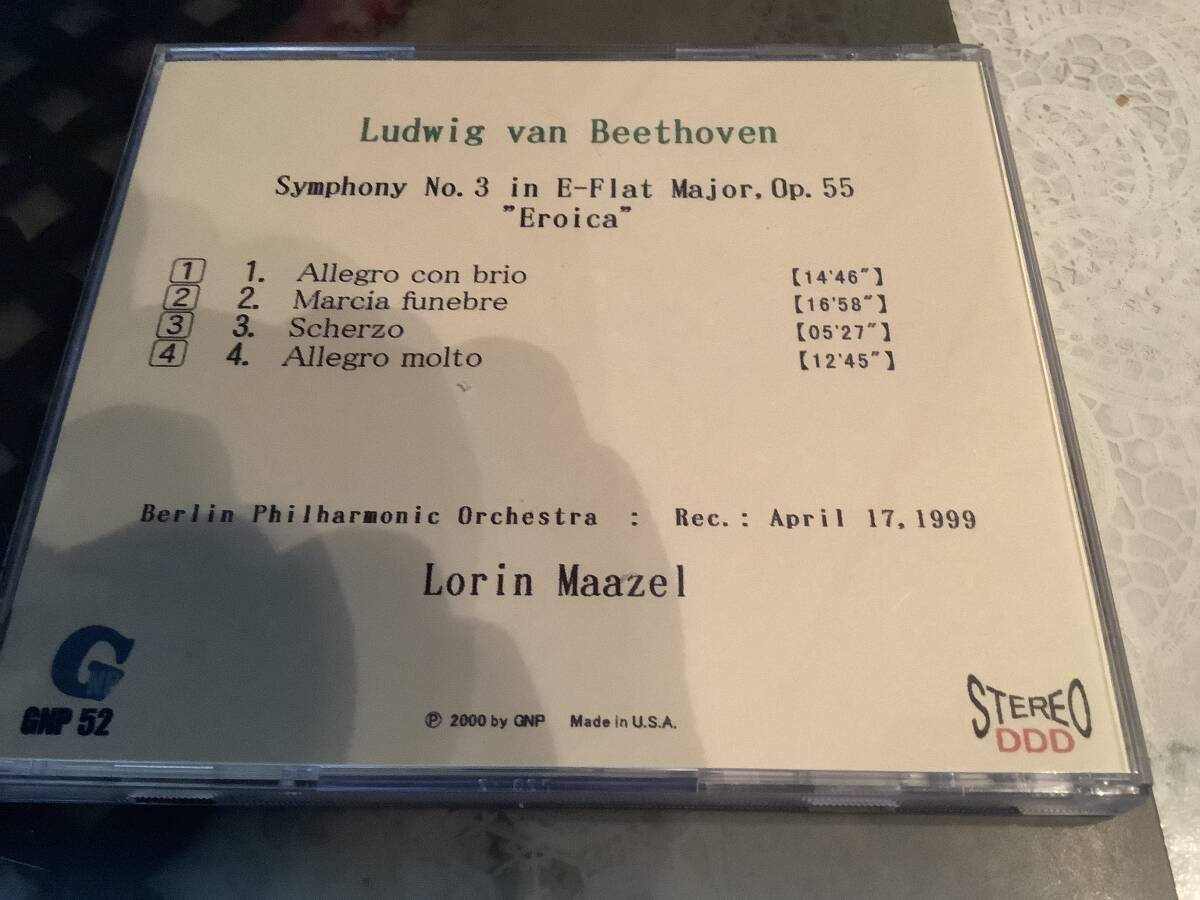 Ludwig van Beethoven
Symphony No. 3 in E-Flat Major, Op. 55
"Eroica"
1 1. Allegro con brio 【14'46"】
2 2. Marcia funebre 【16'58"】
3 3. Scherzo 【05'27"】
4 4. Allegro molto 【12'45"】
Berlin Philharmonic Orchestra : Rec. : April 17, 1999
Lorin Maazel
GNP
GNP 52
℗ 2000 by GNP Made in U.S.A.
STEREO
DDD